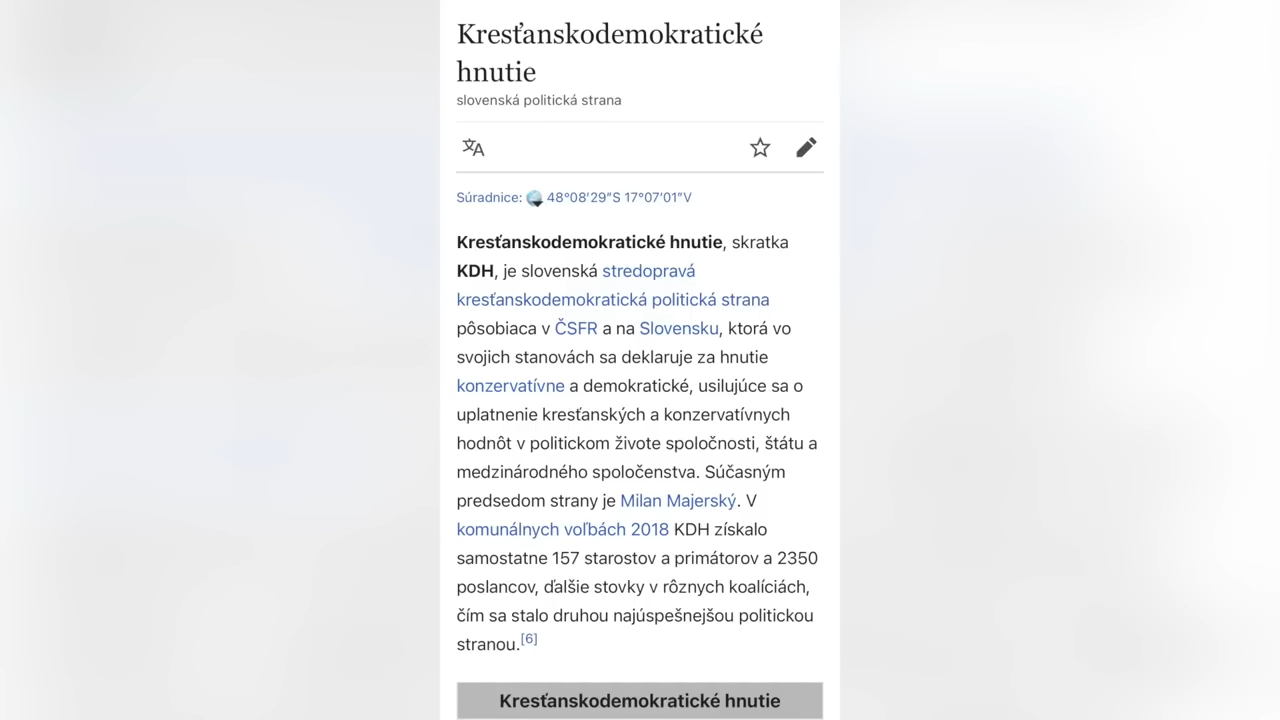 Kresťanskodemokratické
hnutie
slovenská politická strana
Súradnice: 48°08′29″S 17°07′01″V
Kresťanskodemokratické hnutie, skratka
KDH, je slovenská stredopravá
kresťanskodemokratická politická strana
pôsobiaca v ČSFR a na Slovensku, ktorá vo
svojich stanovách sa deklaruje za hnutie
konzervatívne a demokratické, usilujúce sa o
uplatnenie kresťanských a konzervatívnych
hodnôt v politickom živote spoločnosti, štátu a
medzinárodného spoločenstva. Súčasným
predsedom strany je Milan Majerský. V
komunálnych voľbách 2018 KDH získalo
samostatne 157 starostov a primátorov a 2350
poslancov, ďalšie stovky v rôznych koalíciách,
čím sa stalo druhou najúspešnejšou politickou
stranou.[6]
Kresťanskodemokratické hnutie